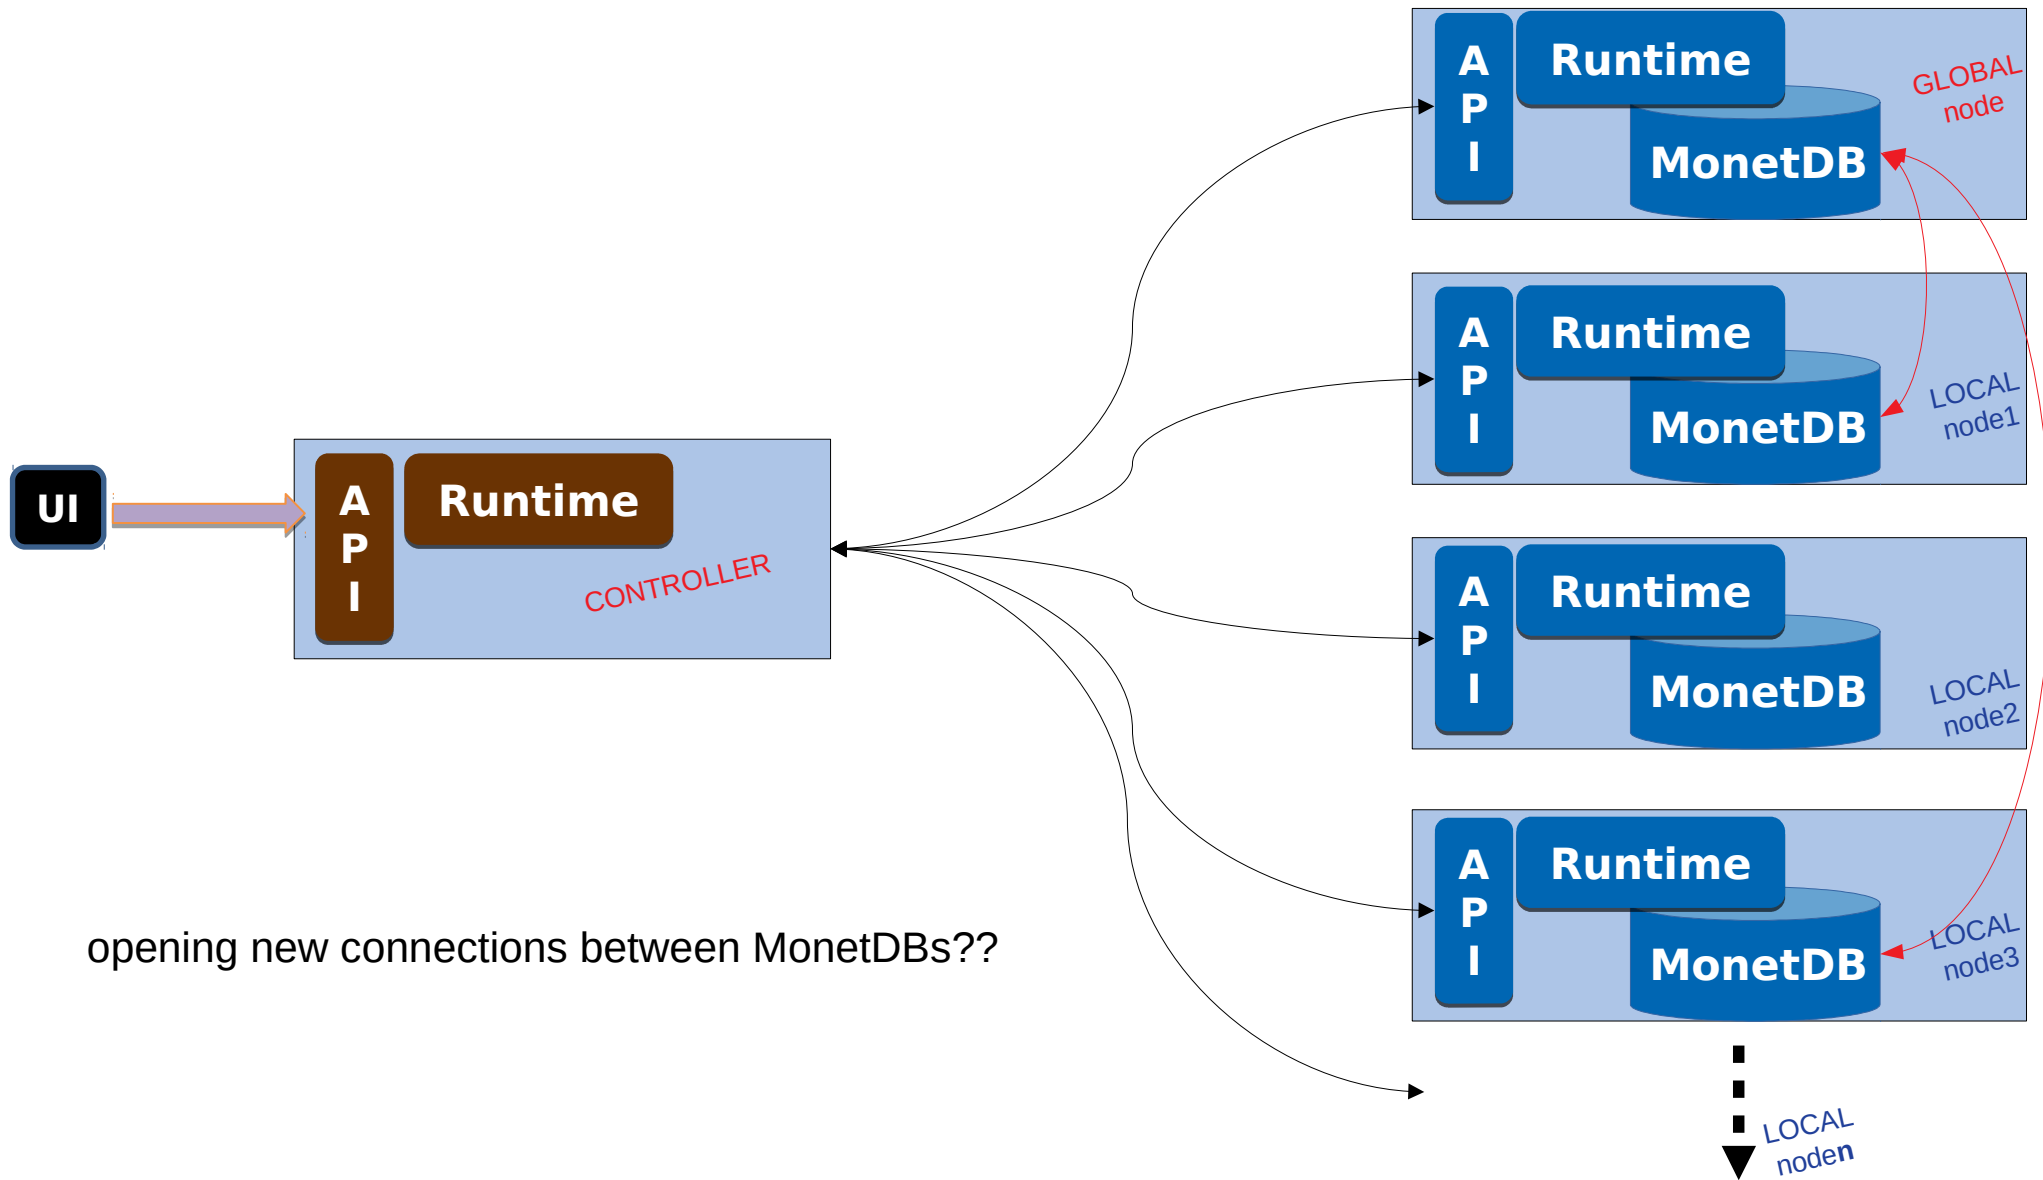 UI
A
P
I
Runtime
CONTROLLER
opening new connections between MonetDBs??
A
P
I
Runtime
MonetDB
GLOBAL
node
A
P
I
Runtime
MonetDB
LOCAL
node1
A
P
I
Runtime
MonetDB
LOCAL
node2
A
P
I
Runtime
MonetDB
LOCAL
node3
LOCAL
noden